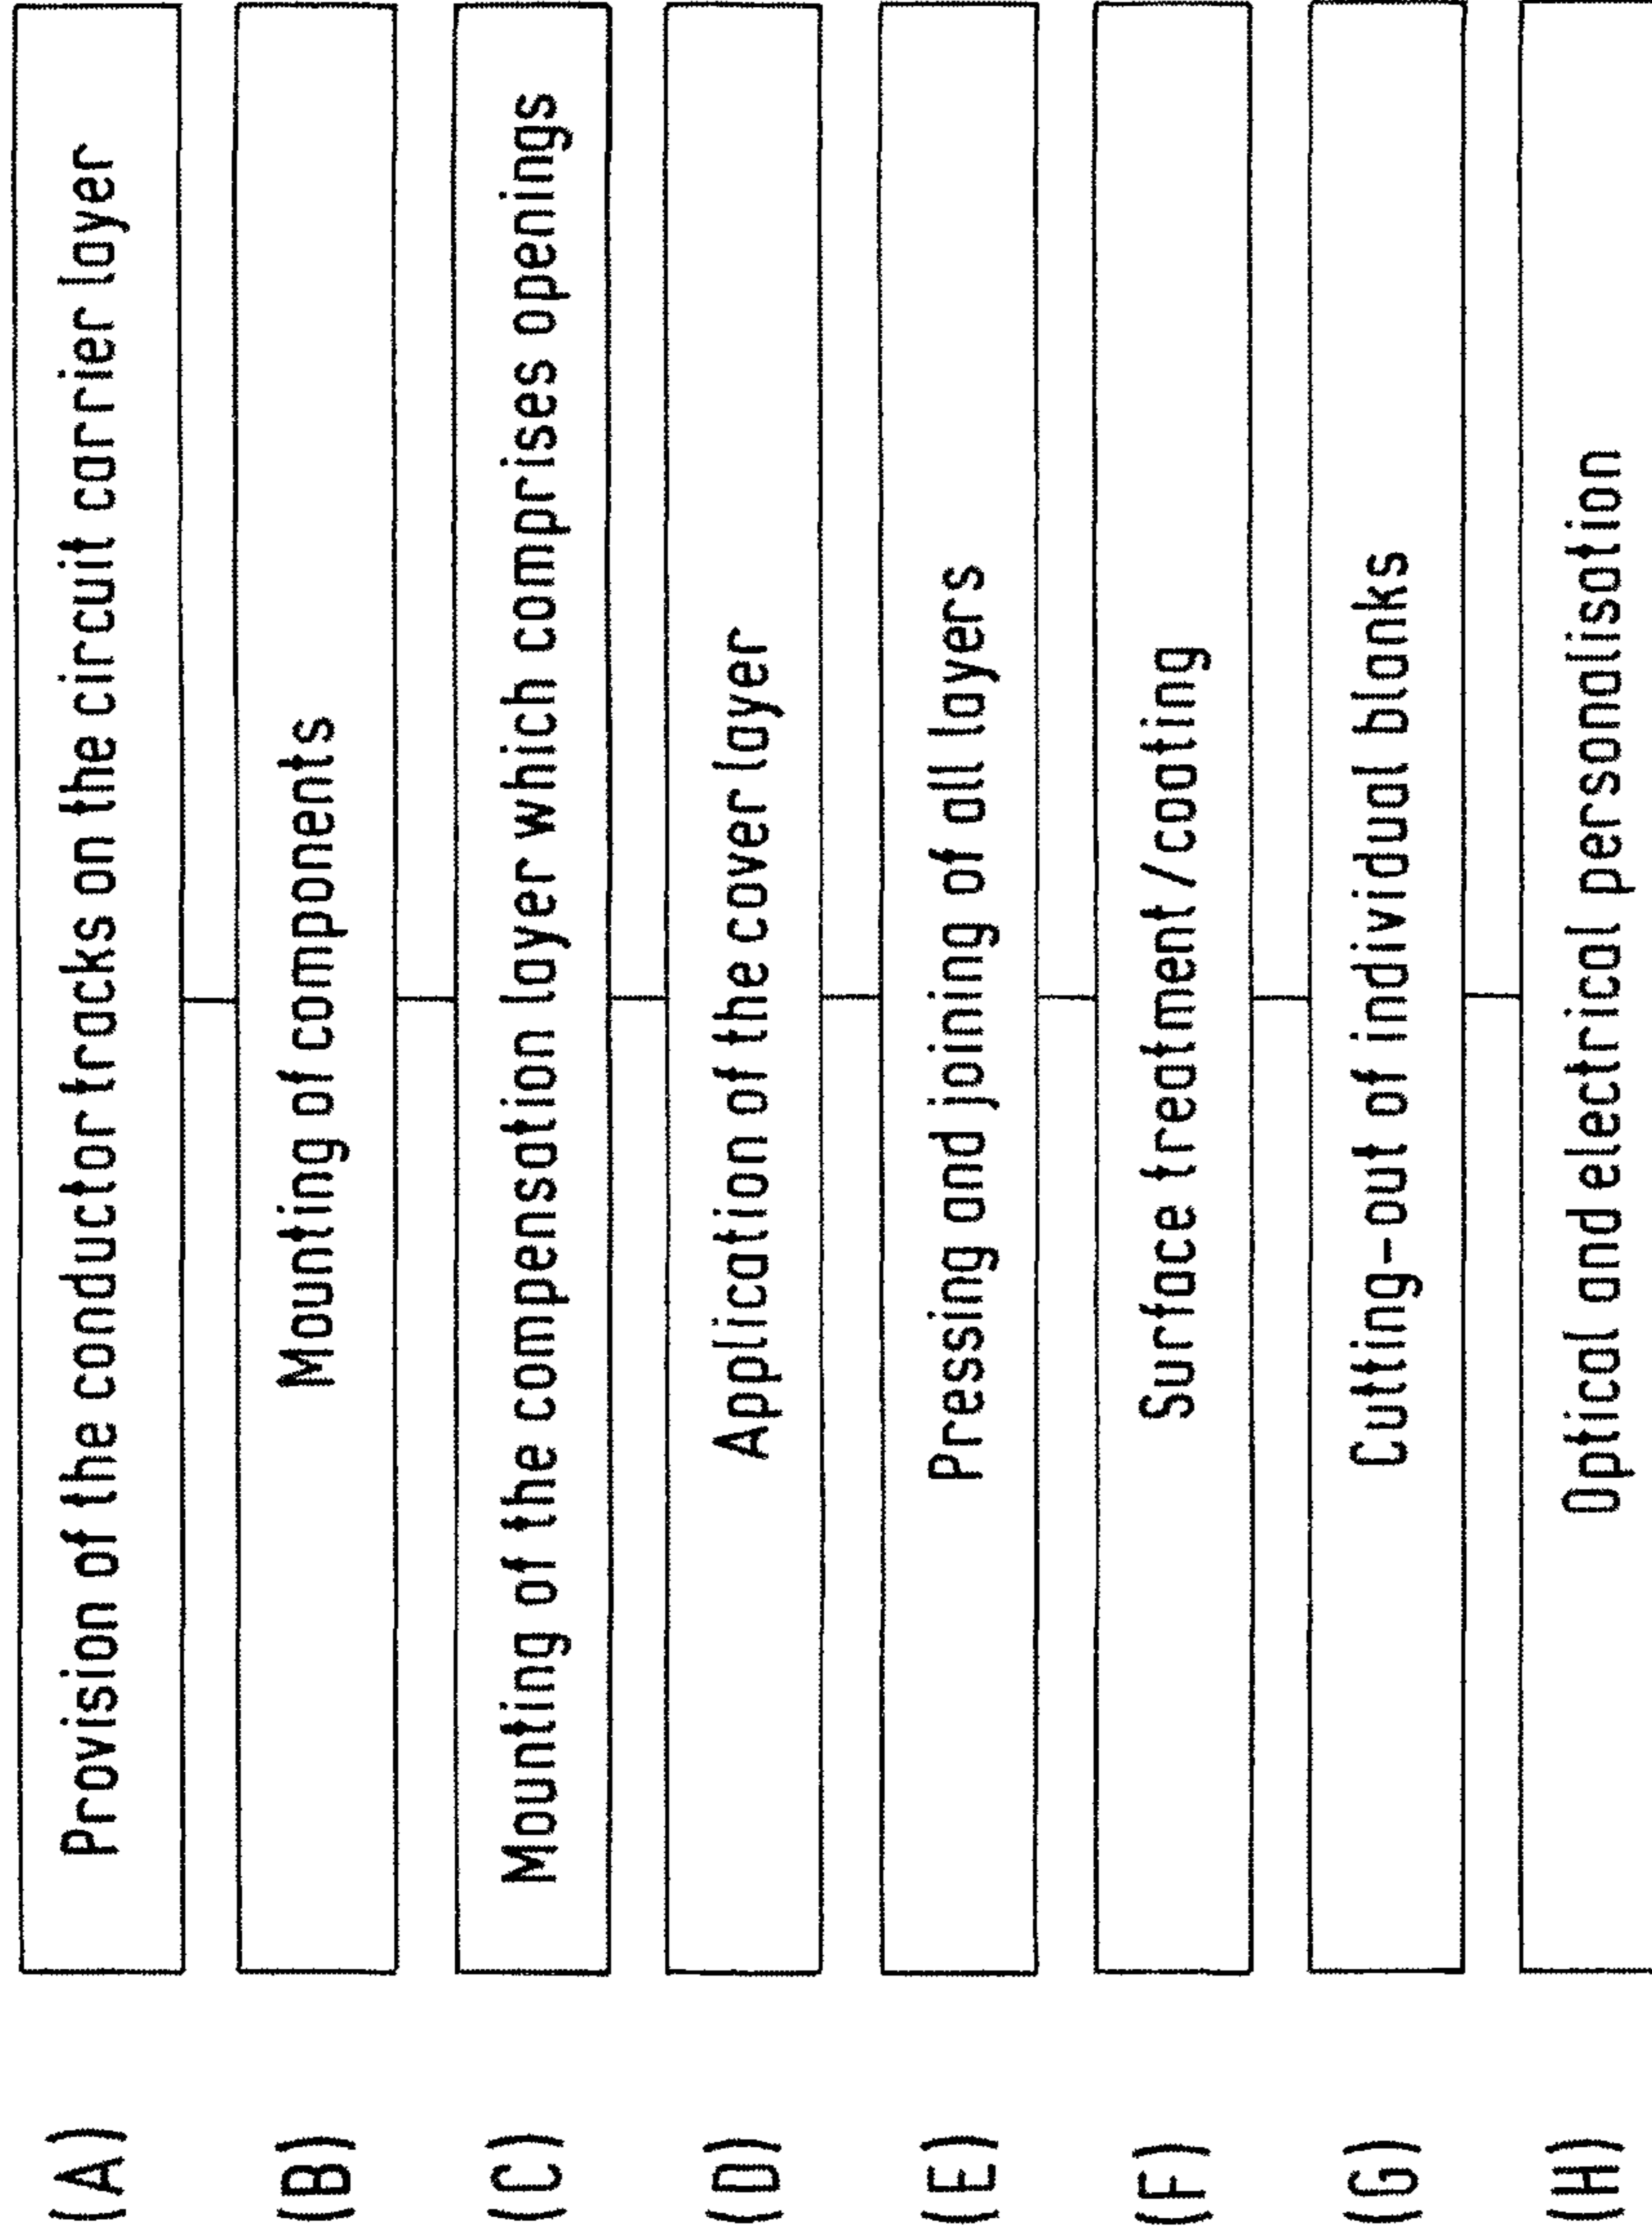 (A) Provision of the conductor tracks on the circuit carrier layer
(B) Mounting of components
(C) Mounting of the compensation layer which comprises openings
(D) Application of the cover layer
(E) Pressing and joining of all layers
(F) Surface treatment/coating
(G) Cutting-out of individual blanks
(H) Optical and electrical personalisation